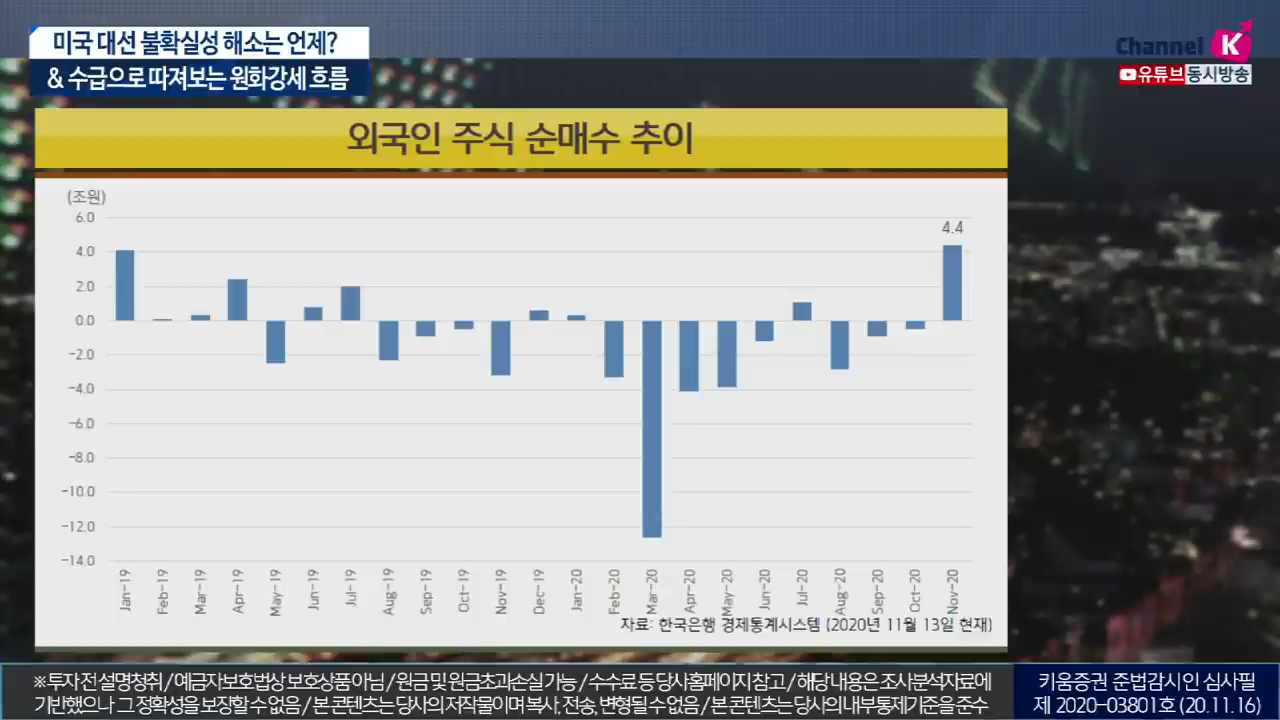 미국 대선 불확실성 해소는 언제?
& 수급으로 따져보는 원화강세 흐름
Channel K
유튜브 동시방송
외국인 주식 순매수 추이
(조원)
6.0
4.0
2.0
0.0
-2.0
-4.0
-6.0
-8.0
-10.0
-12.0
-14.0
4.4
Jan-19
Feb-19
Mar-19
Apr-19
May-19
Jun-19
Jul-19
Aug-19
Sep-19
Oct-19
Nov-19
Dec-19
Jan-20
Feb-20
Mar-20
Apr-20
May-20
Jun-20
Jul-20
Aug-20
Sep-20
Oct-20
Nov-20
자료: 한국은행 경제통계시스템 (2020년 11월 13일 현재)
※투자 전 설명청취 / 예금자보호법상 보호상품 아님 / 원금 및 원금초과손실 가능 / 수수료 등 당사 홈페이지 참고 / 해당 내용은 조사분석자료에
기반했으나 그 정확성을 보장할 수 없음 / 본 콘텐츠는 당사의 저작물이며 복사, 전송, 변형될 수 없음 / 본 콘텐츠는 당사의 내부통제기준을 준수
키움증권 준법감시인 심사필
제 2020-03801호 (20.11.16)